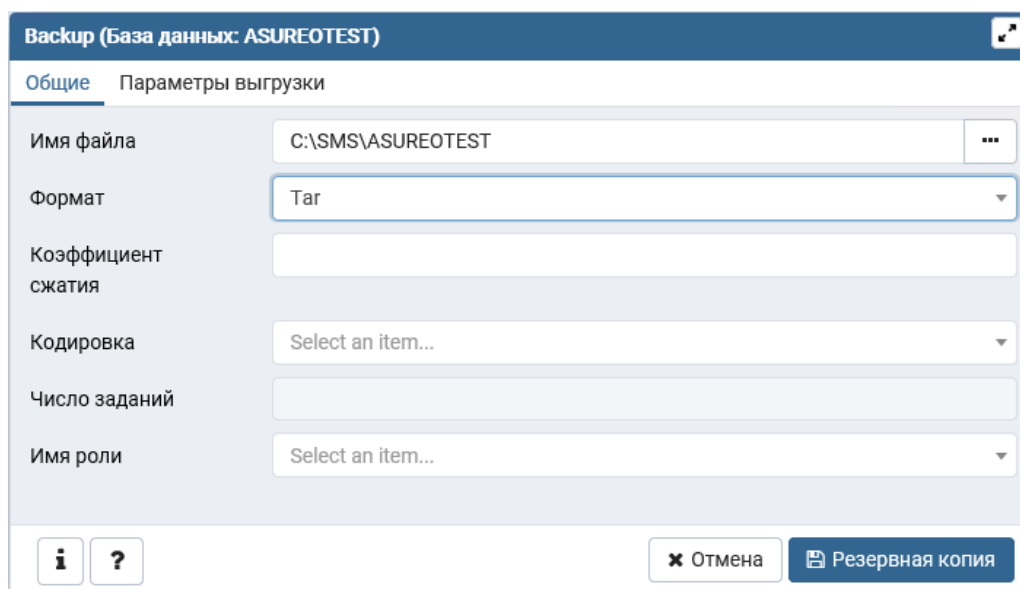 Backup (База данных: ASUREOTEST)
Общие Параметры выгрузки
Имя файла C:\SMS\ASUREOTEST
Формат Tar
Коэффициент
сжатия
Кодировка Select an item...
Число заданий
Имя роли Select an item...
i ? Отмена Резервная копия